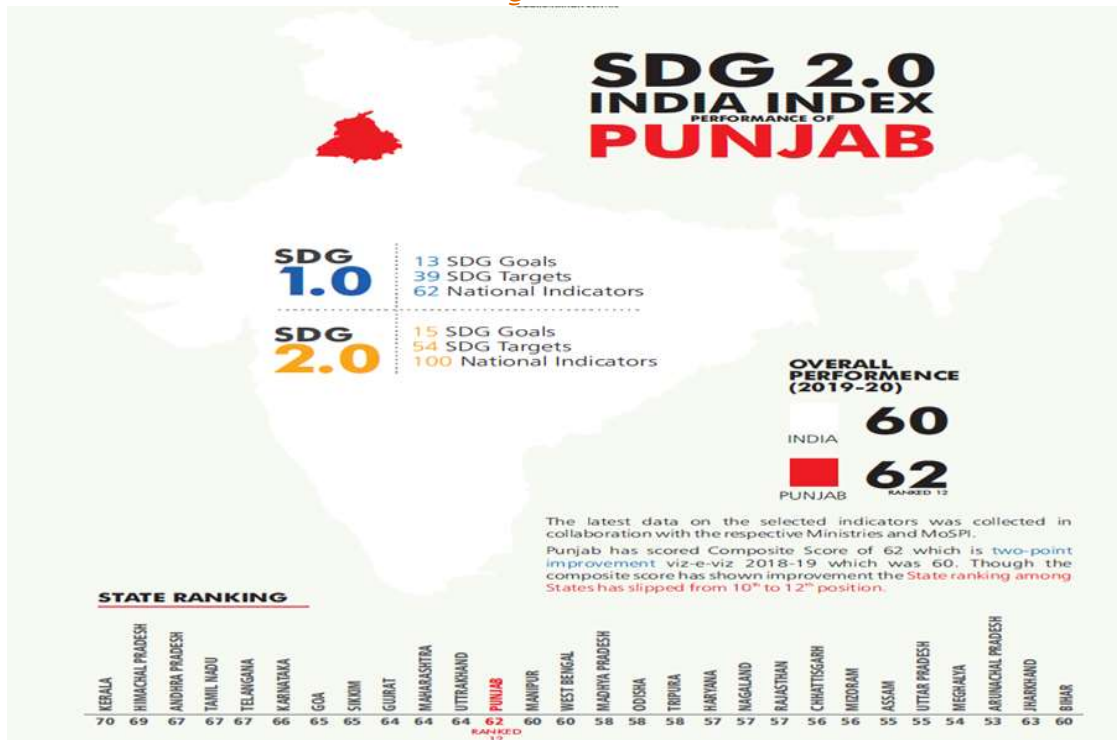 SDG 2.0
INDIA INDEX
PERFORMANCE OF
PUNJAB
SDG
1.0
13 SDG Goals
39 SDG Targets
62 National Indicators
SDG
2.0
15 SDG Goals
54 SDG Targets
100 National Indicators
OVERALL
PERFORMENCE
(2019-20)
INDIA
60
PUNJAB
62
RANKED 12
The latest data on the selected indicators was collected in
collaboration with the respective Ministries and MoSPI.
Punjab has scored Composite Score of 62 which is two-point
improvement viz-e-viz 2018-19 which was 60. Though the
composite score has shown improvement the State ranking among
States has slipped from 10th to 12th position.
STATE RANKING
KERALA
HIMACHAL PRADESH
ANDHRA PRADESH
TAMIL NADU
TELANGANA
KARNATAKA
GOA
SIKKIM
GUJRAT
MAHARASHTRA
UTTRAKHAND
PUNJAB
MANIPUR
WEST BENGAL
MADHYA PRADESH
ODISHA
TRIPURA
HARYANA
NAGALAND
RAJASTHAN
CHHATTISGARH
MIZORAM
ASSAM
UTTAR PRADESH
MEGHALYA
ARUNACHAL PRADESH
JHARKHAND
BIHAR
70 69 67 67 67 66 65 65 64 64 64 62 60 60 58 58 58 57 57 57 56 56 55 55 54 53 63 60
RANKED
12